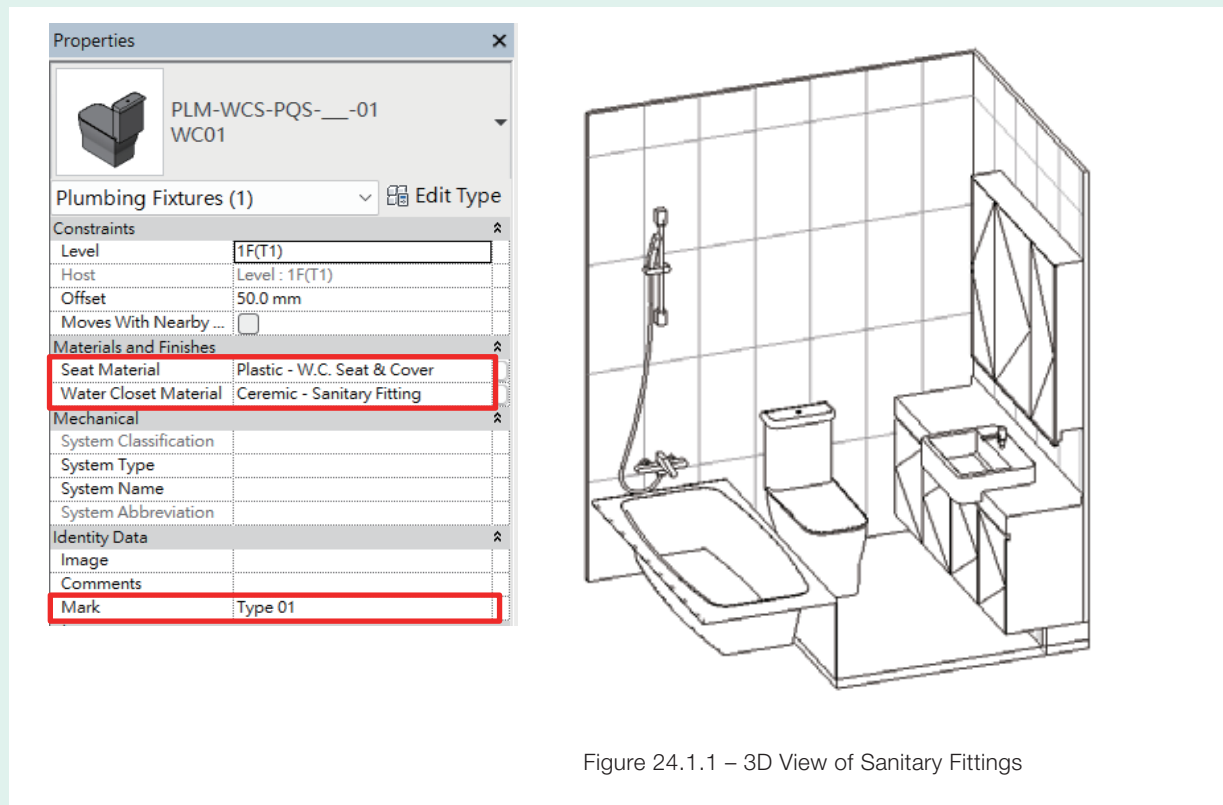 Properties
PLM-WCS-PQS-__-01
WC01
Plumbing Fixtures (1)
Edit Type
Constraints
Level 1F(T1)
Host Level : 1F(T1)
Offset 50.0 mm
Moves With Nearby ...
Materials and Finishes
Seat Material Plastic - W.C. Seat & Cover
Water Closet Material Ceremic - Sanitary Fitting
Mechanical
System Classification
System Type
System Name
System Abbreviation
Identity Data
Image
Comments
Mark Type 01
Figure 24.1.1 – 3D View of Sanitary Fittings